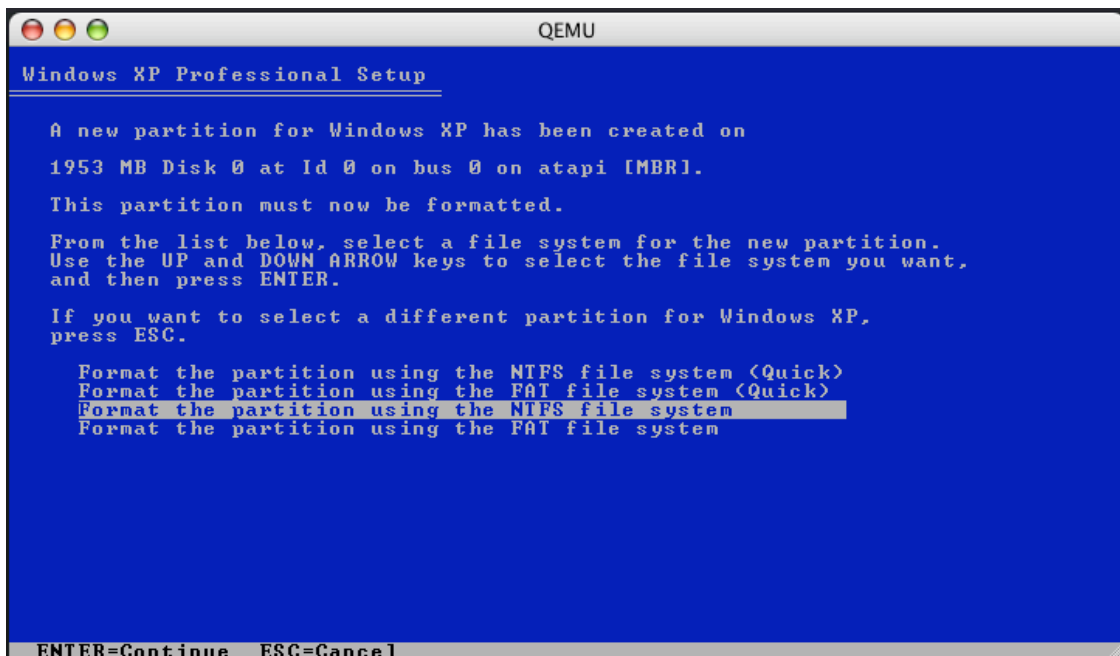 QEMU
Windows XP Professional Setup
A new partition for Windows XP has been created on
1953 MB Disk 0 at Id 0 on bus 0 on atapi [MBR].
This partition must now be formatted.
From the list below, select a file system for the new partition.
Use the UP and DOWN ARROW keys to select the file system you want,
and then press ENTER.
If you want to select a different partition for Windows XP,
press ESC.
Format the partition using the NTFS file system (Quick)
Format the partition using the FAT file system (Quick)
Format the partition using the NTFS file system
Format the partition using the FAT file system
ENTER=Continue ESC=Cancel